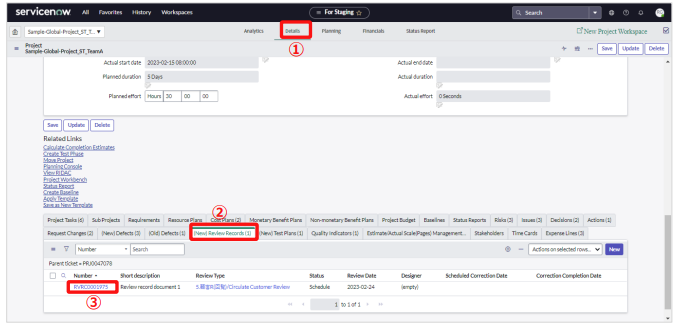 servicenow All Favorites History Workspaces For Staging ☆ Search
Sample-Global-Project_ST_T... ▼ Analytics Details Planning Financials Status Report New Project Workspace
①
Project
Sample-Global-Project_ST_TeamA
Save Update Delete
Actual start date 2023-02-15 08:00:00 Actual end date
Planned duration 5 Days Actual duration
Planned effort Hours 30 00 00 Actual effort 0 Seconds
Save Update Delete
Related Links
Calculate Completion Estimates
Create Test Phase
Move Project
Planning Console
View RIDAC
Project Workbench
Status Report
Create Baseline
Apply Template
Save as New Template
②
Project Tasks (6) Sub Projects Requirements Resource Plans Cost Plans (2) Monetary Benefit Plans Non-monetary Benefit Plans Project Budget Baselines Status Reports Risks (3) Issues (3) Decisions (2) Actions (1)
Request Changes (2) (New) Defects (3) (Old) Defects (1) (New) Review Records (1) (New) Test Plans (1) Quality Indicators (1) Estimate/Actual Scale(Pages) Management... Stakeholders Time Cards Expense Lines (3)
Number Search Actions on selected rows... New
Parent ticket = PRJ0047078
Number Short description Review Type Status Review Date Designer Scheduled Correction Date Correction Completion Date
RVRC0001975 Review record document 1 Schedule 2023-02-24 (empty)
③
1 to 1 of 1